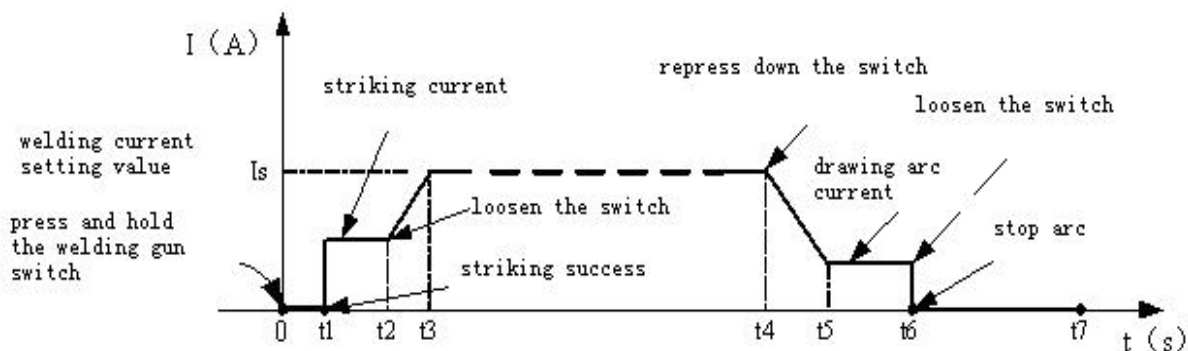 I (A)
striking current
repress down the switch
loosen the switch
welding current
setting value
Is
drawing arc
current
press and hold
the welding gun
switch
loosen the switch
stop arc
striking success
0 t1 t2 t3 t4 t5 t6 t7
t (s)